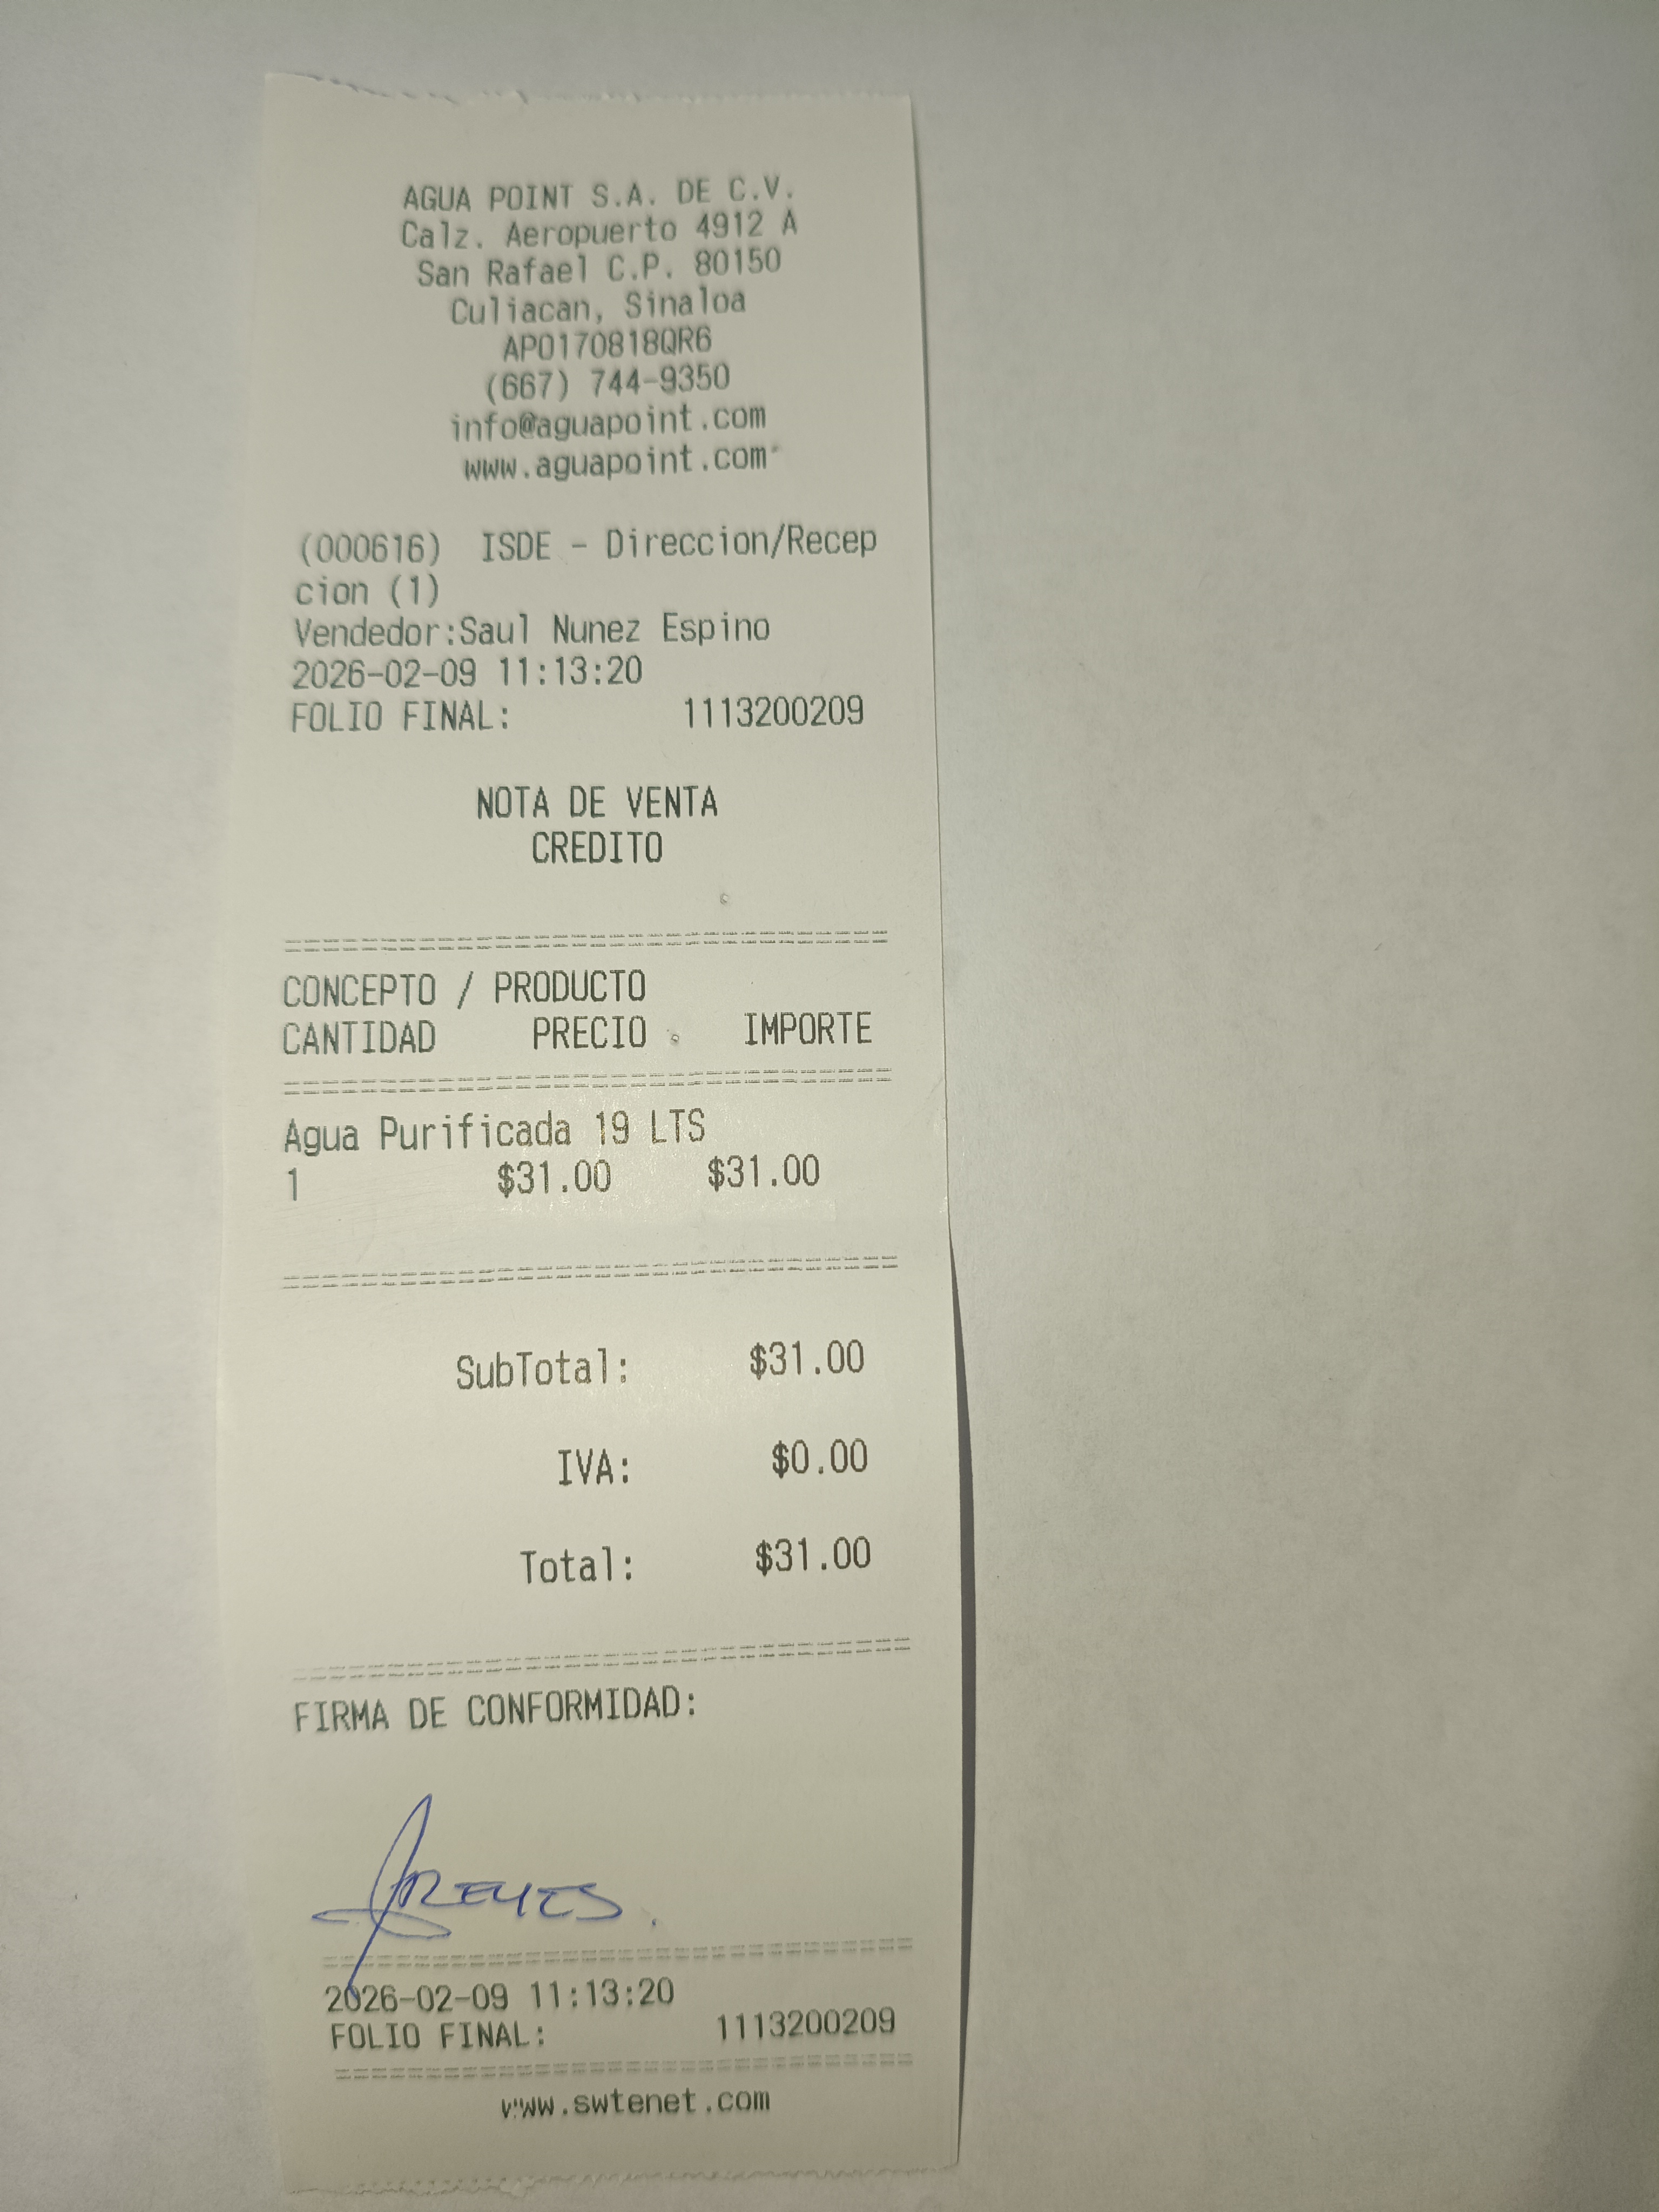 AGUA POINT S.A. DE C.V.
Calz. Aeropuerto 4912 A
San Rafael C.P. 80150
Culiacan, Sinaloa
APO170818QR6
(667) 744-9350
info@aguapoint.com
www.aguapoint.com
(000616) ISDE - Direccion/Recep
cion (1)
Vendedor:Saul Nunez Espino
2026-02-09 11:13:20
FOLIO FINAL: 1113200209
NOTA DE VENTA
CREDITO
CONCEPTO / PRODUCTO
CANTIDAD PRECIO IMPORTE
Agua Purificada 19 LTS
1 $31.00 $31.00
SubTotal: $31.00
IVA: $0.00
Total: $31.00
FIRMA DE CONFORMIDAD:
JREYES.
2026-02-09 11:13:20
FOLIO FINAL: 1113200209
www.swtenet.com